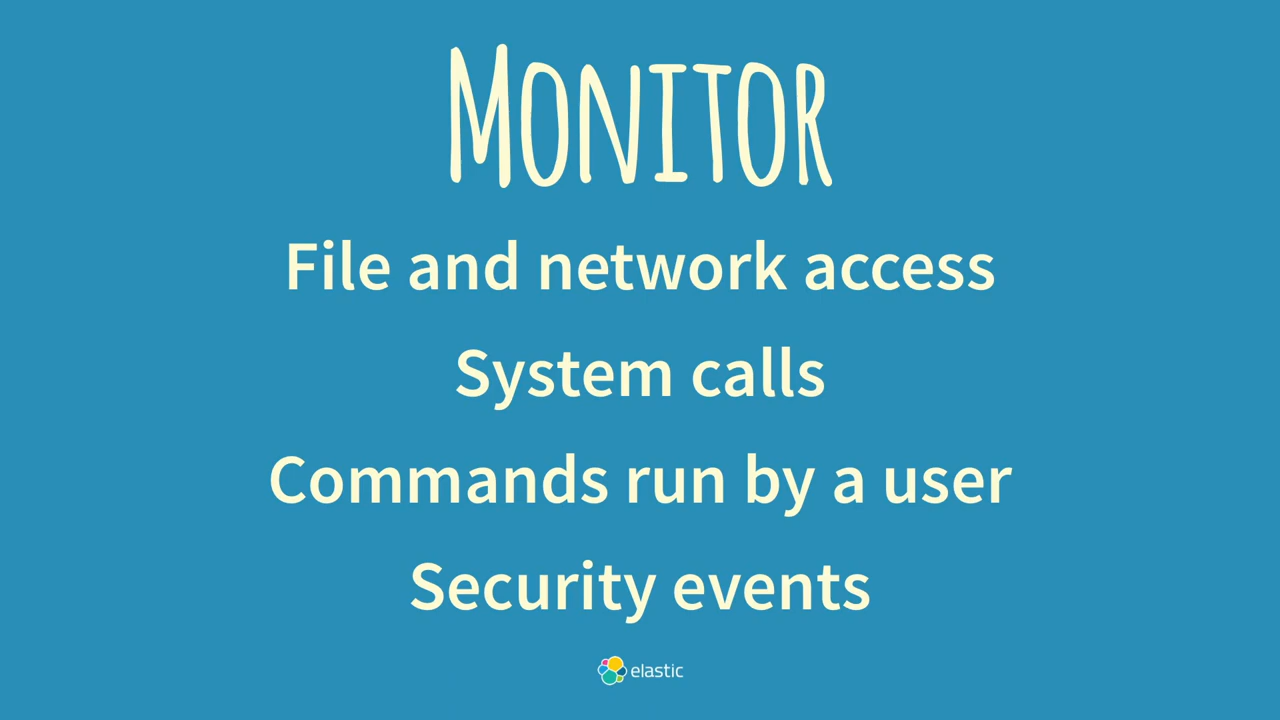 MONITOR
File and network access
System calls
Commands run by a user
Security events
elastic